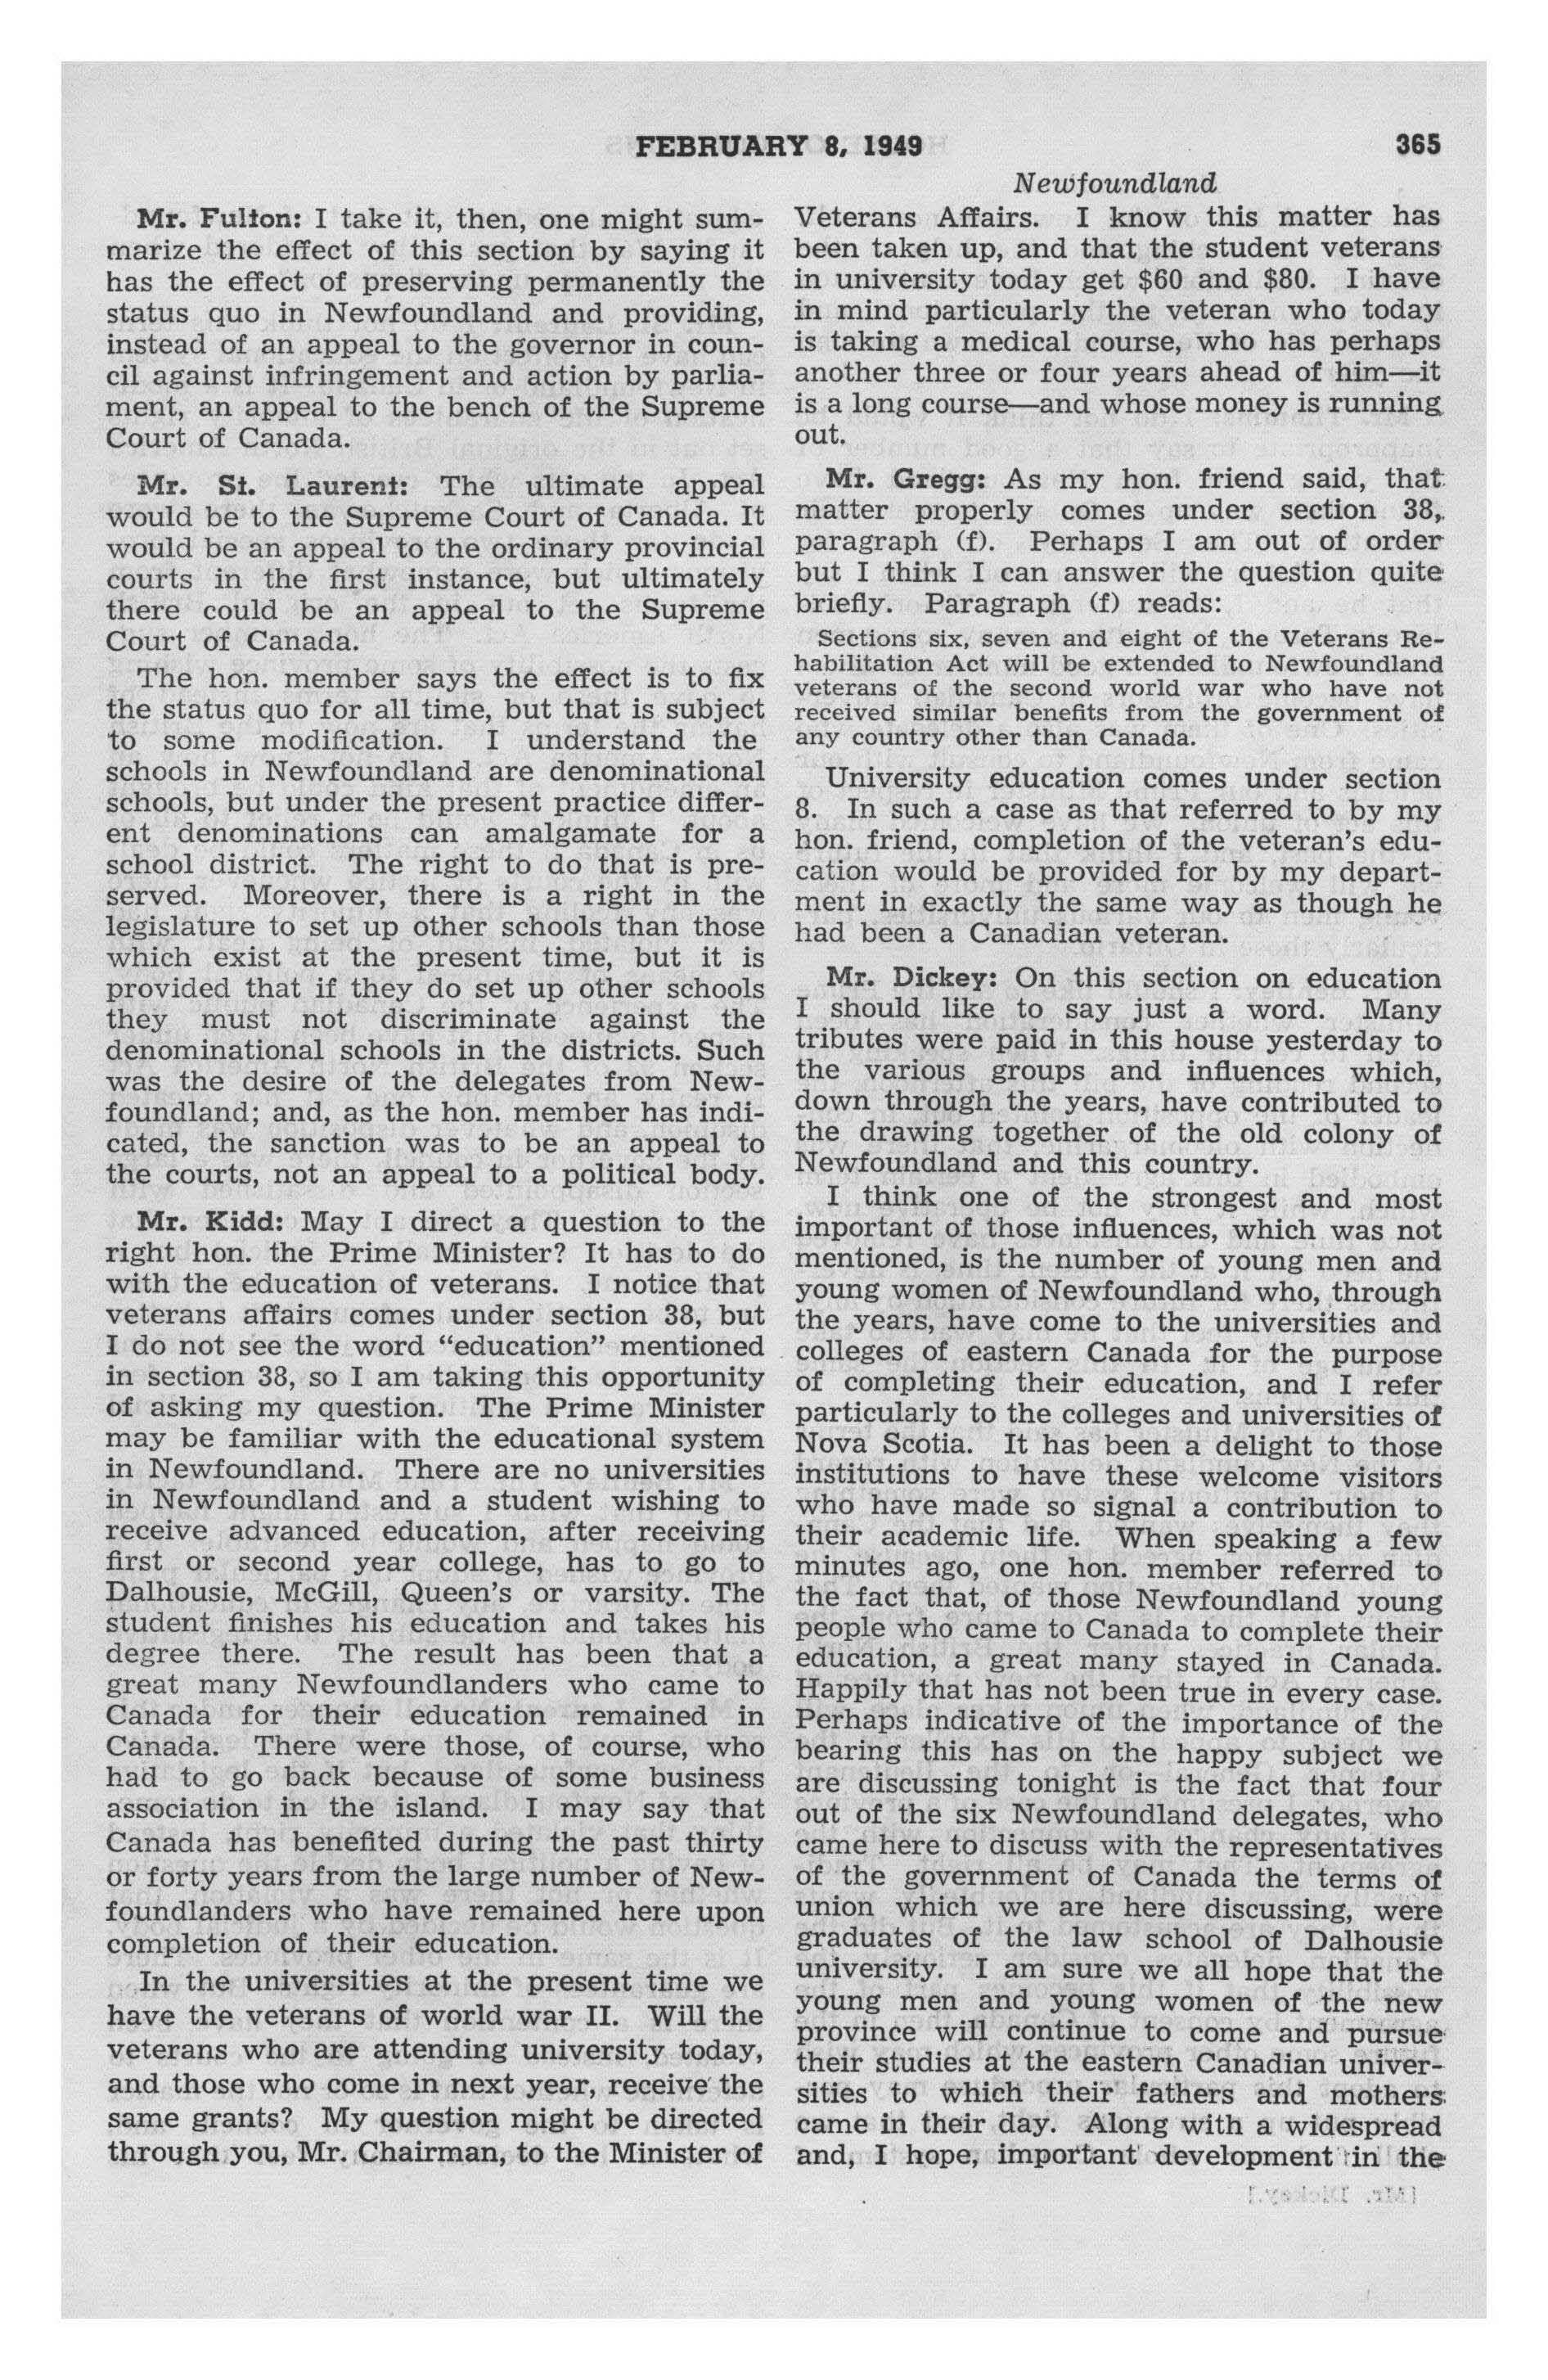 FEBRUARY 8, 1949 365
Newfoundland
Mr. Fulton: I take it, then, one might sum-
marize the effect of this section by saying it
has the effect of preserving permanently the
status quo in Newfoundland and providing,
instead of an appeal to the governor in coun-
cil against infringement and action by parlia-
ment, an appeal to the bench of the Supreme
Court of Canada.
Mr. St. Laurent: The ultimate appeal
would be to the Supreme Court of Canada. It
would be an appeal to the ordinary provincial
courts in the first instance, but ultimately
there could be an appeal to the Supreme
Court of Canada.
The hon. member says the effect is to fix
the status quo for all time, but that is subject
to some modification. I understand the
schools in Newfoundland are denominational
schools, but under the present practice differ-
ent denominations can amalgamate for a
school district. The right to do that is pre-
served. Moreover, there is a right in the
legislature to set up other schools than those
which exist at the present time, but it is
provided that if they do set up other schools
they must not discriminate against the
denominational schools in the districts. Such
was the desire of the delegates from New-
foundland; and, as the hon. member has indi-
cated, the sanction was to be an appeal to
the courts, not an appeal to a political body.
Mr. Kidd: May I direct a question to the
right hon. the Prime Minister? It has to do
with the education of veterans. I notice that
veterans affairs comes under section 38, but
I do not see the word "education" mentioned
in section 38, so I am taking this opportunity
of asking my question. The Prime Minister
may be familiar with the educational system
in Newfoundland. There are no universities
in Newfoundland and a student wishing to
receive advanced education, after receiving
first or second year college, has to go to
Dalhousie, McGill, Queen's or varsity. The
student finishes his education and takes his
degree there. The result has been that a
great many Newfoundlanders who came to
Canada for their education remained in
Canada. There were those, of course, who
had to go back because of some business
association in the island. I may say that
Canada has benefited during the past thirty
or forty years from the large number of New-
foundlanders who have remained here upon
completion of their education.
In the universities at the present time we
have the veterans of world war II. Will the
veterans who are attending university today,
and those who come in next year, receive the
same grants? My question might be directed
through you, Mr. Chairman, to the Minister of
Veterans Affairs. I know this matter has
been taken up, and that the student veterans
in university today get $60 and $80. I have
in mind particularly the veteran who today
is taking a medical course, who has perhaps
another three or four years ahead of him—it
is a long course—and whose money is running
out.
Mr. Gregg: As my hon. friend said, that
matter properly comes under section 38,
paragraph (f). Perhaps I am out of order
but I think I can answer the question quite
briefly. Paragraph (f) reads:
Sections six, seven and eight of the Veterans Re-
habilitation Act will be extended to Newfoundland
veterans of the second world war who have not
received similar benefits from the government of
any country other than Canada.
University education comes under section
8. In such a case as that referred to by my
hon. friend, completion of the veteran's edu-
cation would be provided for by my depart-
ment in exactly the same way as though he
had been a Canadian veteran.
Mr. Dickey: On this section on education
I should like to say just a word. Many
tributes were paid in this house yesterday to
the various groups and influences which,
down through the years, have contributed to
the drawing together of the old colony of
Newfoundland and this country.
I think one of the strongest and most
important of those influences, which was not
mentioned, is the number of young men and
young women of Newfoundland who, through
the years, have come to the universities and
colleges of eastern Canada for the purpose
of completing their education, and I refer
particularly to the colleges and universities of
Nova Scotia. It has been a delight to those
institutions to have these welcome visitors
who have made so signal a contribution to
their academic life. When speaking a few
minutes ago, one hon. member referred to
the fact that, of those Newfoundland young
people who came to Canada to complete their
education, a great many stayed in Canada.
Happily that has not been true in every case.
Perhaps indicative of the importance of the
bearing this has on the happy subject we
are discussing tonight is the fact that four
out of the six Newfoundland delegates, who
came here to discuss with the representatives
of the government of Canada the terms of
union which we are here discussing, were
graduates of the law school of Dalhousie
university. I am sure we all hope that the
young men and young women of the new
province will continue to come and pursue
their studies at the eastern Canadian univer-
sities to which their fathers and mothers
came in their day. Along with a widespread
and, I hope, important development in the